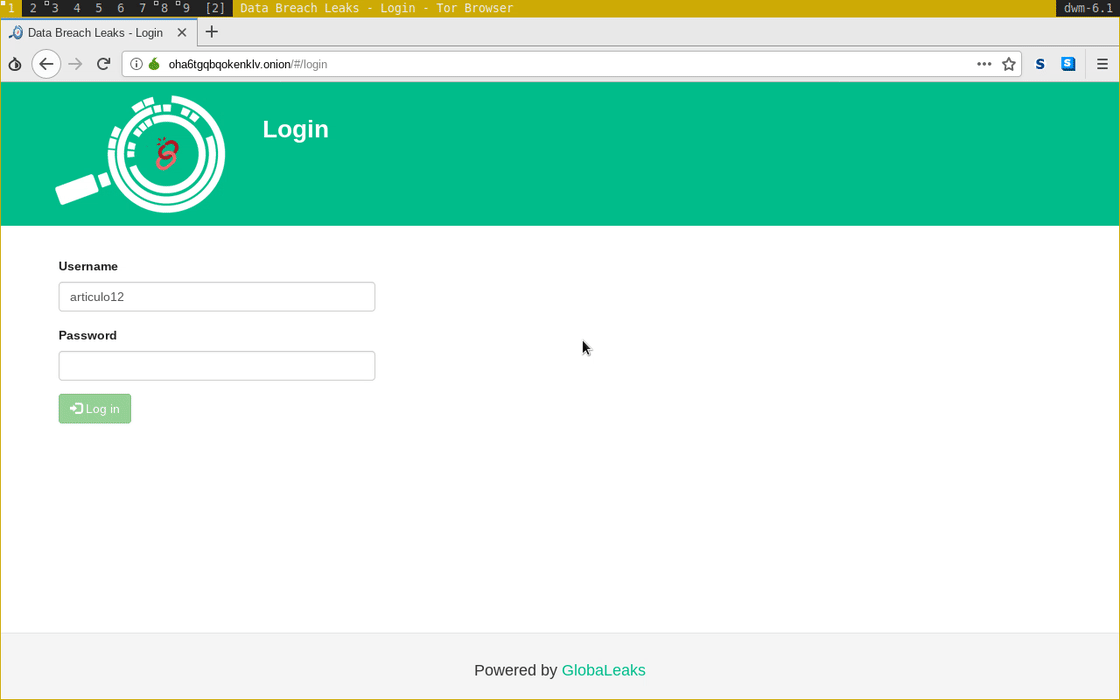 1 2 3 4 5 6 7 8 9 [2] Data Breach Leaks - Login - Tor Browser dwm-6.1
Data Breach Leaks - Login
oha6tgqbqokenklv.onion/#/login
Login
Username
articulo12
Password
Log in
Powered by GlobaLeaks